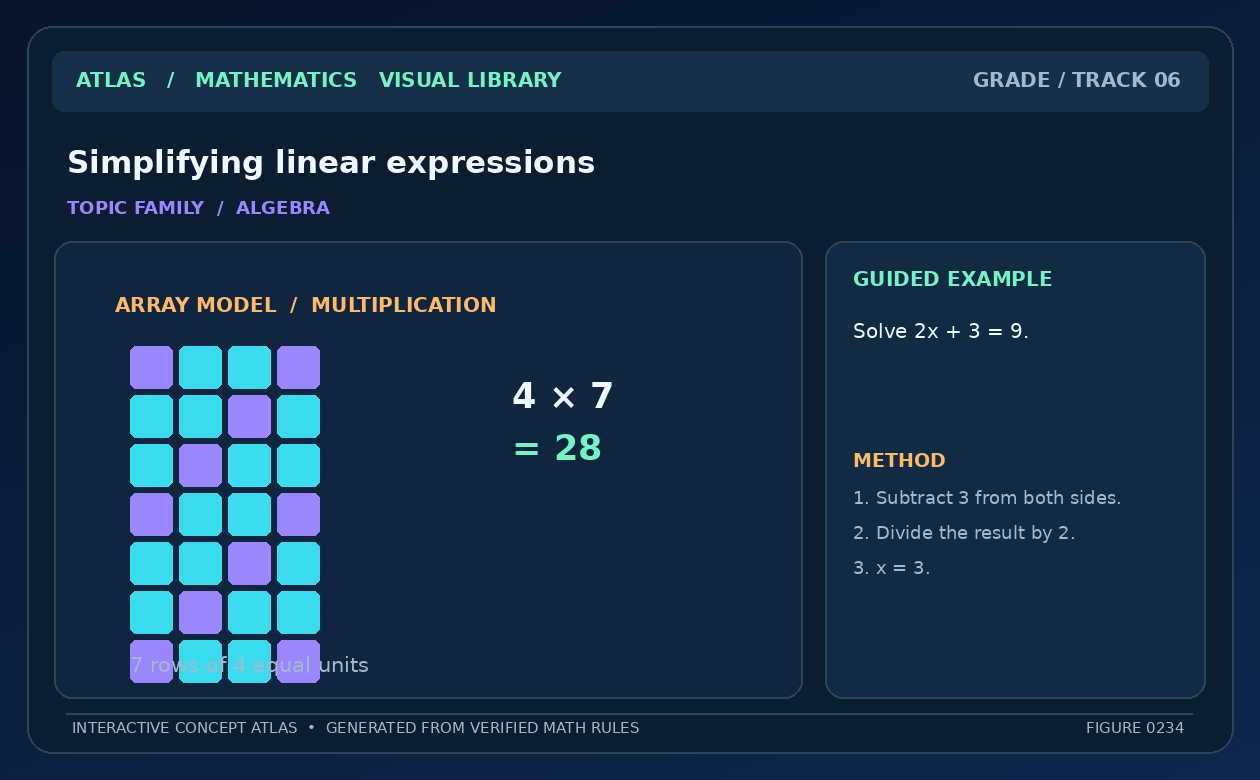 ATLAS / MATHEMATICS VISUAL LIBRARY
GRADE / TRACK 06
Simplifying linear expressions
TOPIC FAMILY / ALGEBRA
ARRAY MODEL / MULTIPLICATION
4 × 7
= 28
7 rows of 4 equal units
GUIDED EXAMPLE
Solve 2x + 3 = 9.
METHOD
1. Subtract 3 from both sides.
2. Divide the result by 2.
3. x = 3.
INTERACTIVE CONCEPT ATLAS • GENERATED FROM VERIFIED MATH RULES
FIGURE 0234